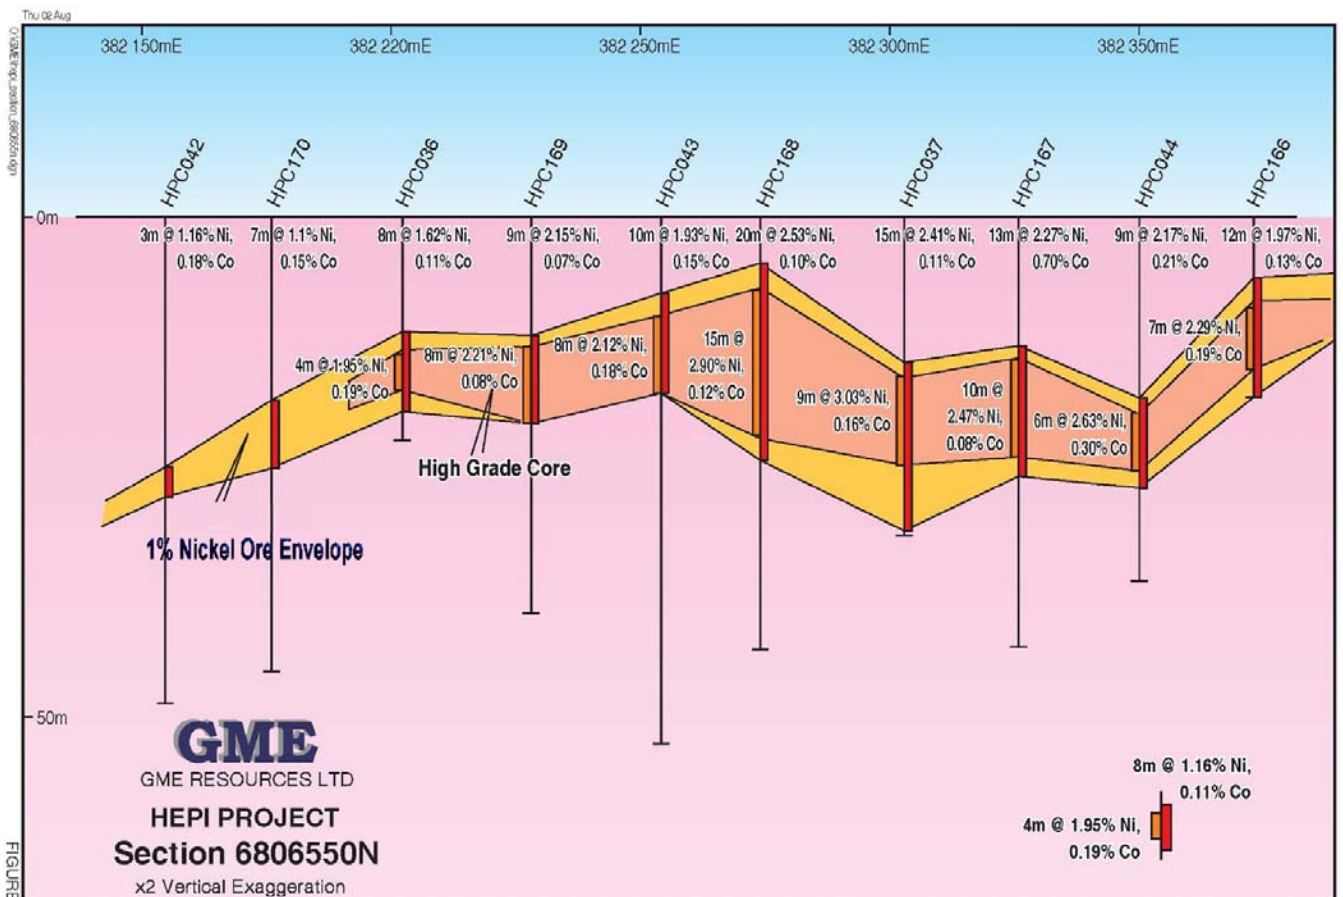 Thu 02 Aug
382 150mE
382 220mE
382 250mE
382 300mE
382 350mE
HPC042
HPC170
HPC036
HPC169
HPC043
HPC168
HPC037
HPC167
HPC044
HPC166
0m
3m @ 1.16% Ni,
0.18% Co
7m @ 1.1% Ni,
0.15% Co
8m @ 1.62% Ni,
0.11% Co
9m @ 2.15% Ni,
0.07% Co
10m @ 1.93% Ni,
0.15% Co
20m @ 2.53% Ni,
0.10% Co
15m @ 2.41% Ni,
0.11% Co
13m @ 2.27% Ni,
0.70% Co
9m @ 2.17% Ni,
0.21% Co
12m @ 1.97% Ni,
0.13% Co
4m @ 1.95% Ni,
0.19% Co
8m @ 2.21% Ni,
0.08% Co
8m @ 2.12% Ni,
0.18% Co
15m @
2.90% Ni,
0.12% Co
9m @ 3.03% Ni,
0.16% Co
10m @
2.47% Ni,
0.08% Co
6m @ 2.63% Ni,
0.30% Co
7m @ 2.29% Ni,
0.19% Co
High Grade Core
1% Nickel Ore Envelope
50m
GME
GME RESOURCES LTD
HEPI PROJECT
Section 6806550N
x2 Vertical Exaggeration
8m @ 1.16% Ni,
0.11% Co
4m @ 1.95% Ni,
0.19% Co
FIGURE